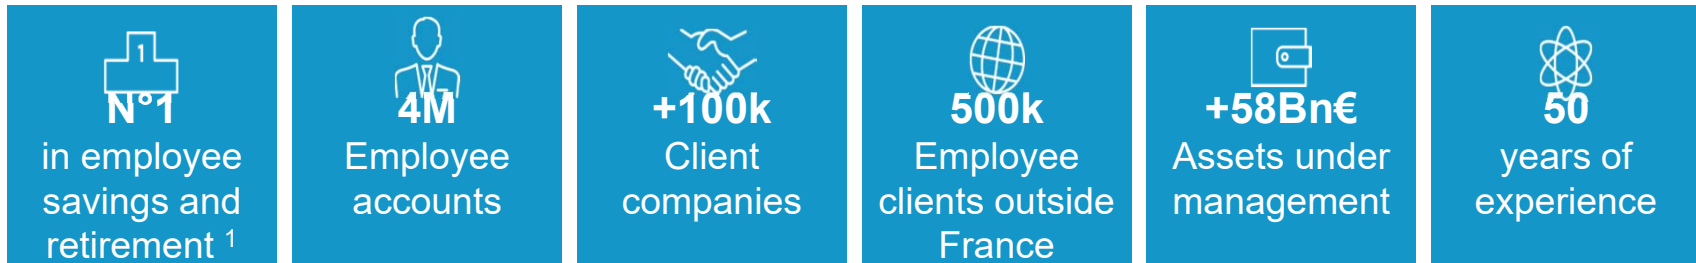 1
N°1
in employee
savings and
retirement 1
4M
Employee
accounts
+100k
Client
companies
500k
Employee
clients outside
France
+58Bn€
Assets under
management
50
years of
experience